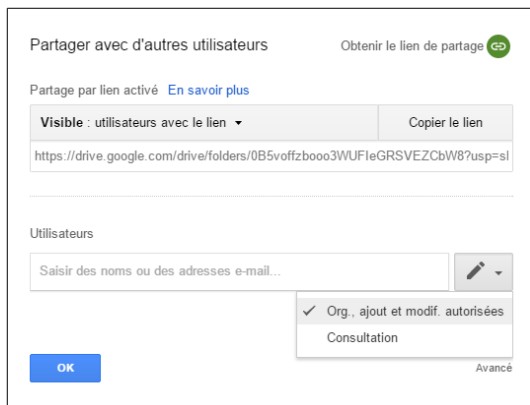 Partager avec d'autres utilisateurs
Obtenir le lien de partage
Partage par lien activé En savoir plus
Visible : utilisateurs avec le lien
Copier le lien
https://drive.google.com/drive/folders/0B5voffzbooo3WUFIeGRSVEZCbW8?usp=sl
Utilisateurs
Saisir des noms ou des adresses e-mail...
Org., ajout et modif. autorisées
Consultation
OK
Avancé